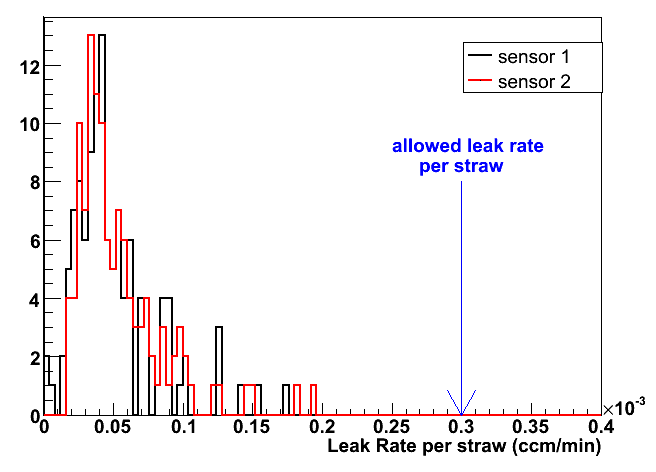 12
10
8
6
4
2
0
sensor 1
sensor 2
allowed leak rate
per straw
0 0.05 0.1 0.15 0.2 0.25 0.3 0.35 0.4
×10⁻³
Leak Rate per straw (ccm/min)